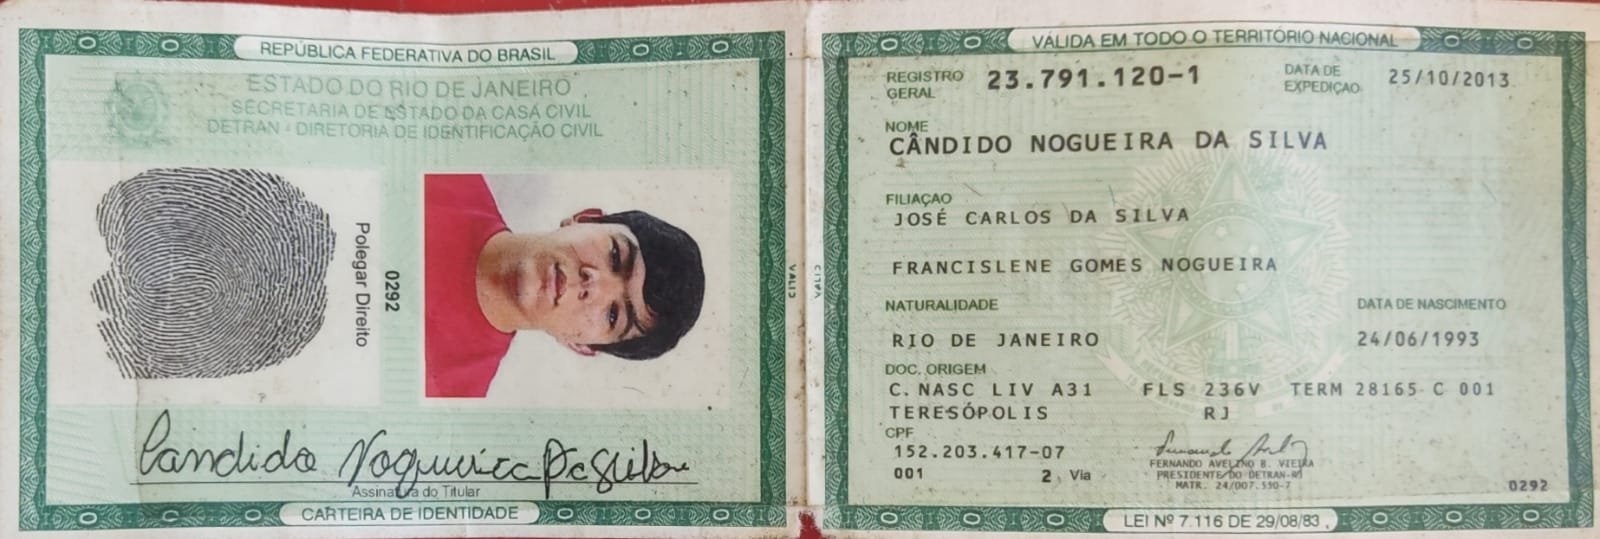 REPÚBLICA FEDERATIVA DO BRASIL
ESTADO DO RIO DE JANEIRO
SECRETARIA DE ESTADO DA CASA CIVIL
DETRAN - DIRETORIA DE IDENTIFICAÇÃO CIVIL
Polegar Direito
0292
Candido Nogueira Da Silva
Assinatura do Titular
CARTEIRA DE IDENTIDADE
VÁLIDA EM TODO O TERRITÓRIO NACIONAL
REGISTRO GERAL 23.791.120-1 DATA DE EXPEDIÇÃO 25/10/2013
NOME
CÂNDIDO NOGUEIRA DA SILVA
FILIAÇÃO
JOSÉ CARLOS DA SILVA
FRANCISLENE GOMES NOGUEIRA
NATURALIDADE DATA DE NASCIMENTO
RIO DE JANEIRO 24/06/1993
DOC. ORIGEM
C. NASC LIV A31 FLS 236V TERM 28165 C 001
TERESÓPOLIS RJ
CPF
152.203.417-07
001 2 Via
FERNANDO AVELINO B. VIEIRA
PRESIDENTE DO DETRAN-RJ
MATR.
0292
LEI Nº 7.116 DE 29/08/83